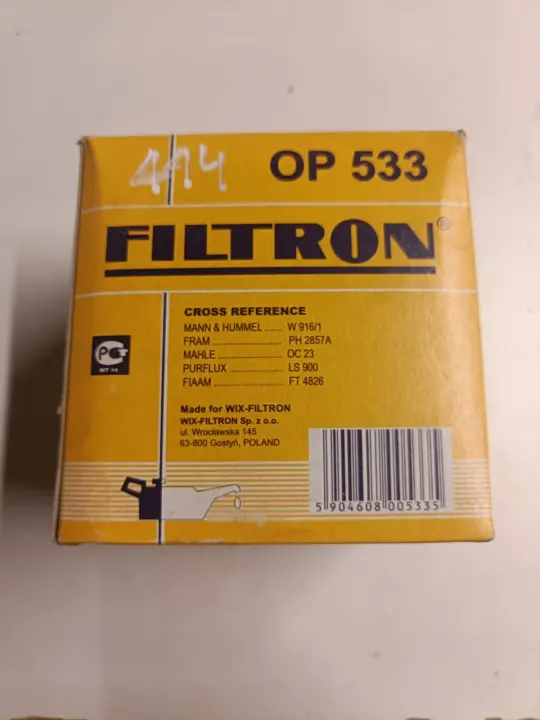 414 OP 533
FILTRON®
CROSS REFERENCE
MANN & HUMMEL ...... W 916/1
FRAM ........................ PH 2857A
MAHLE ...................... OC 23
PURFLUX .................. LS 900
FIAAM ........................ FT 4826
Made for WIX-FILTRON
WIX-FILTRON Sp. z o.o.
ul. Wrocławska 145
63-800 Gostyń, POLAND
5 904608 005335